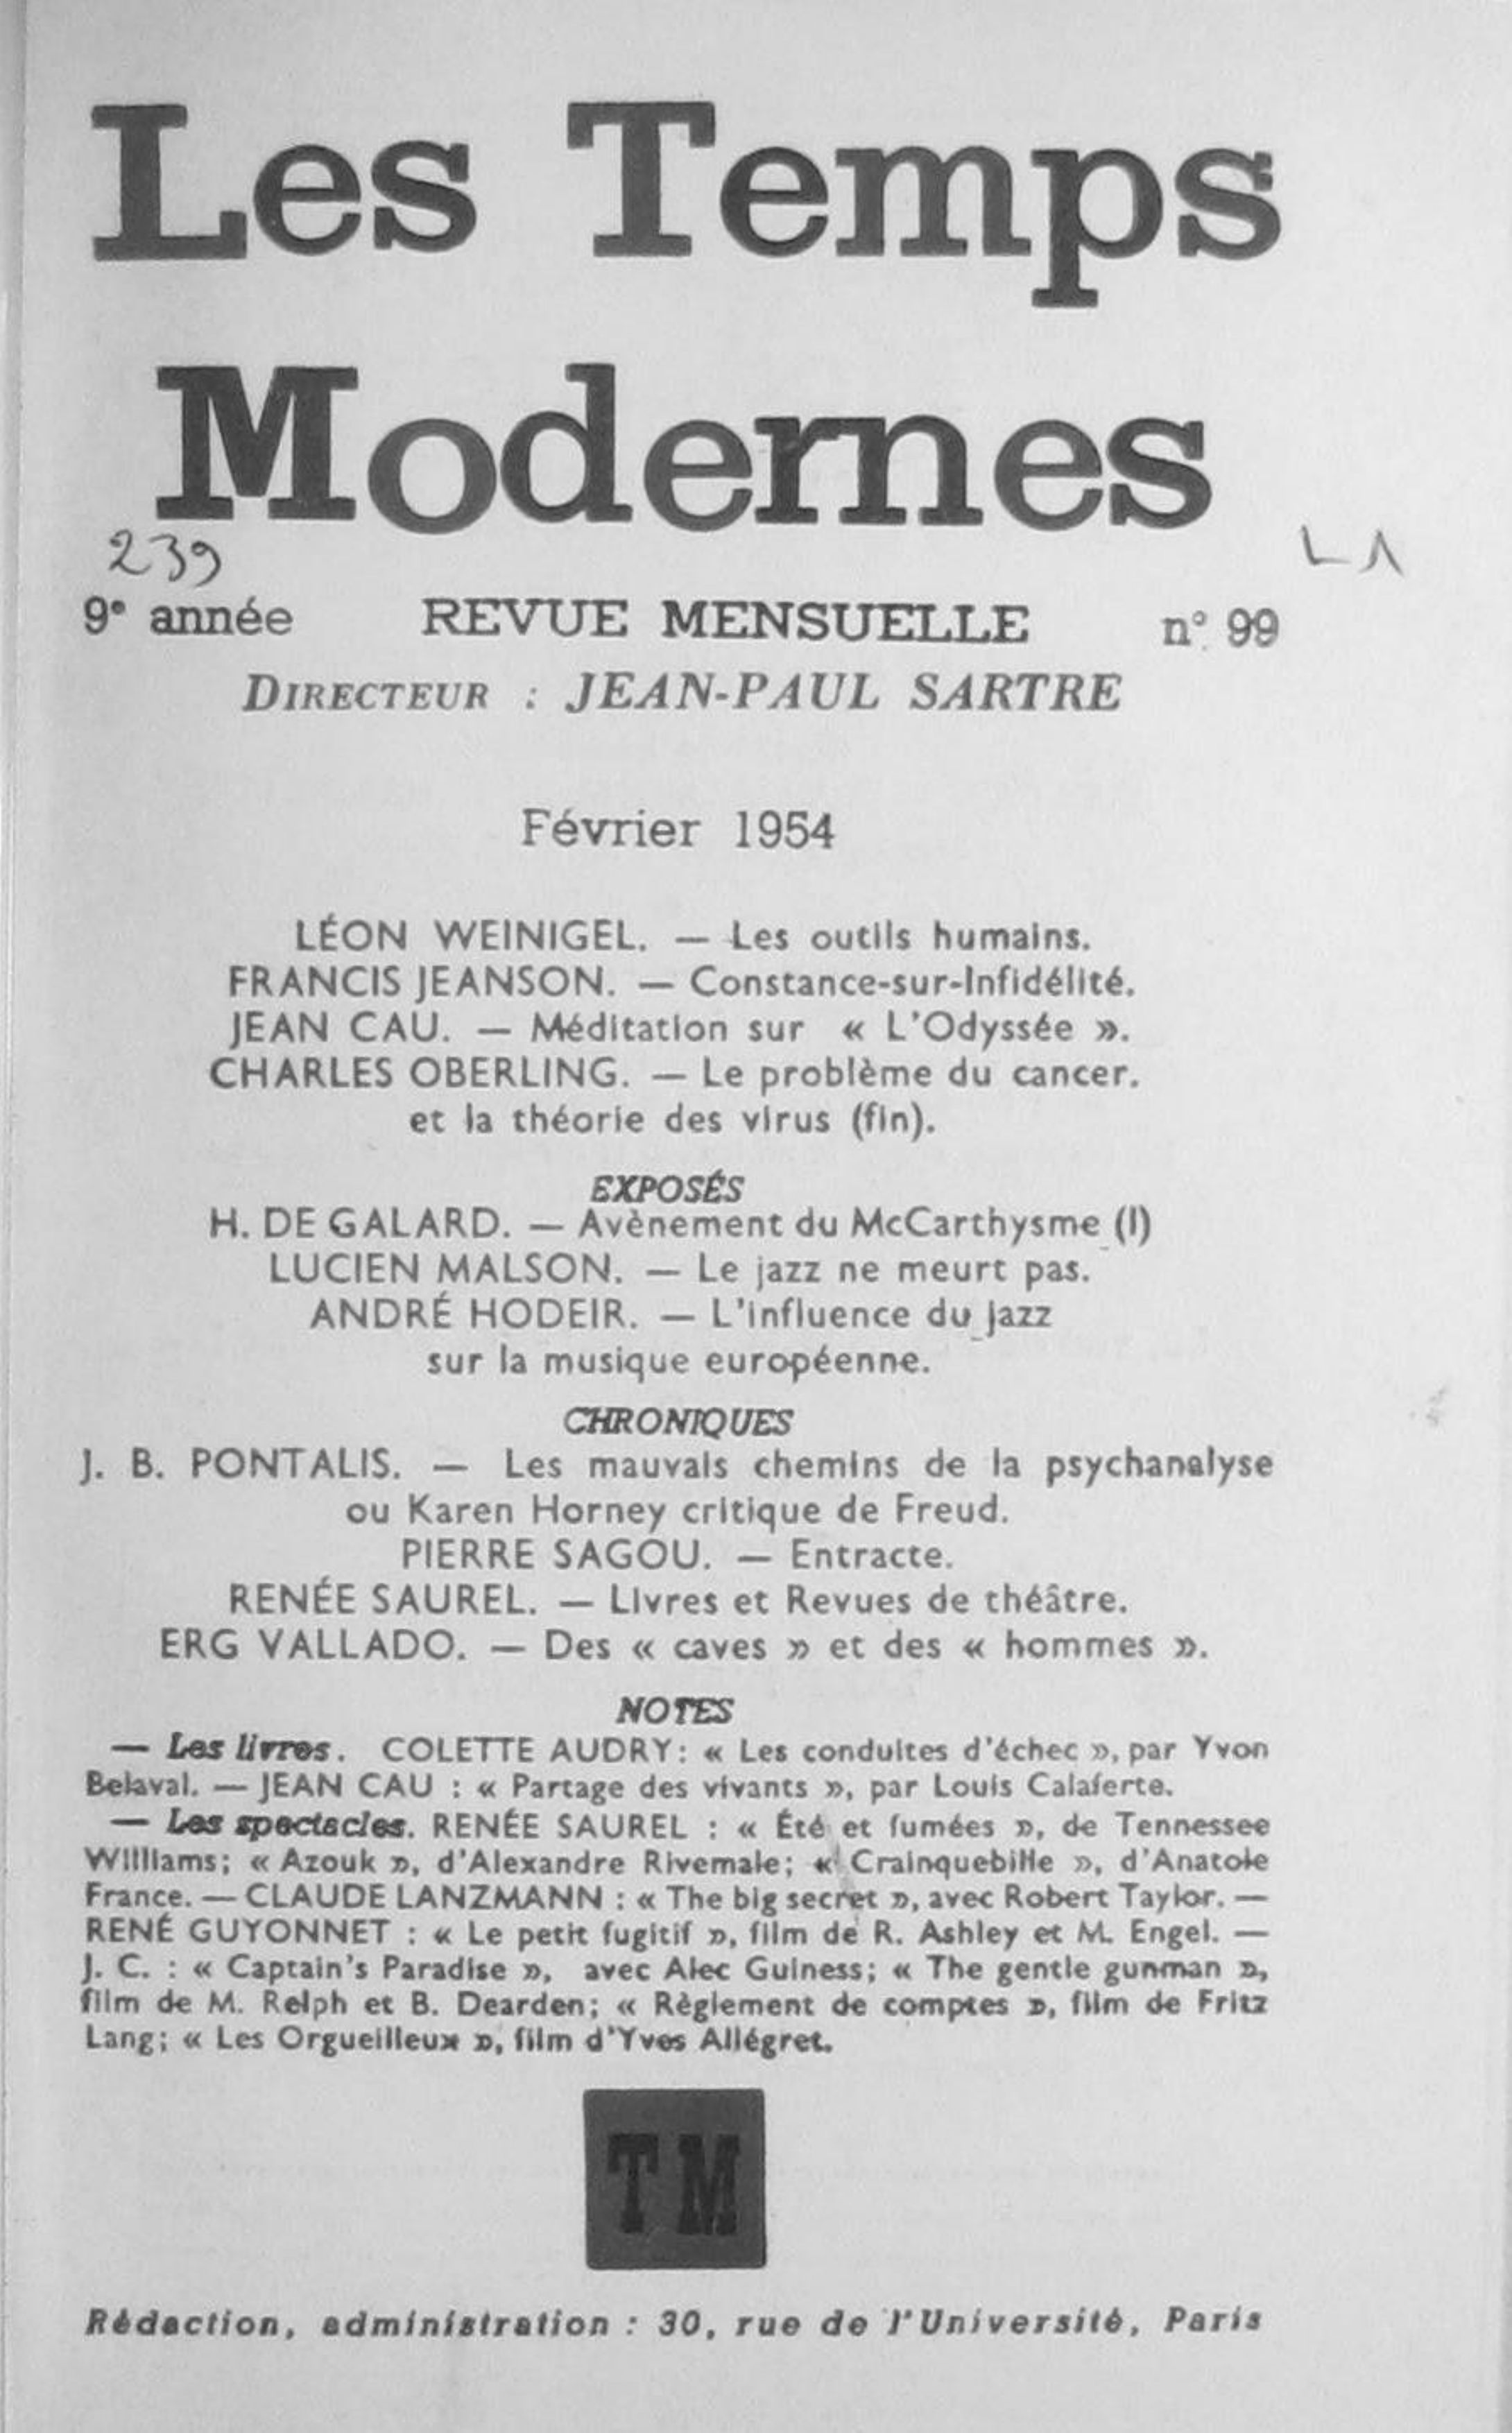 Les Temps
Modernes
239
L1
9e année REVUE MENSUELLE n° 99
DIRECTEUR : JEAN-PAUL SARTRE
Février 1954
LÉON WEINIGEL. — Les outils humains.
FRANCIS JEANSON. — Constance-sur-Infidélité.
JEAN CAU. — Méditation sur « L'Odyssée ».
CHARLES OBERLING. — Le problème du cancer.
et la théorie des virus (fin).
EXPOSÉS
H. DE GALARD. — Avènement du McCarthysme (I)
LUCIEN MALSON. — Le jazz ne meurt pas.
ANDRÉ HODEIR. — L'influence du jazz
sur la musique européenne.
CHRONIQUES
J. B. PONTALIS. — Les mauvais chemins de la psychanalyse
ou Karen Horney critique de Freud.
PIERRE SAGOU. — Entracte.
RENÉE SAUREL. — Livres et Revues de théâtre.
ERG VALLADO. — Des « caves » et des « hommes ».
NOTES
— Les livres. COLETTE AUDRY : « Les conduites d'échec », par Yvon
Belaval. — JEAN CAU : « Partage des vivants », par Louis Calaferte.
— Les spectacles. RENÉE SAUREL : « Été et fumées », de Tennessee
Williams; « Azouk », d'Alexandre Rivemale; « Crainquebille », d'Anatole
France. — CLAUDE LANZMANN : « The big secret », avec Robert Taylor. —
RENÉ GUYONNET : « Le petit fugitif », film de R. Ashley et M. Engel. —
J. C. : « Captain's Paradise », avec Alec Guiness; « The gentle gunman »,
film de M. Relph et B. Dearden; « Règlement de comptes », film de Fritz
Lang; « Les Orgueilleux », film d'Yves Allégret.
TM
Rédaction, administration : 30, rue de l'Université, Paris